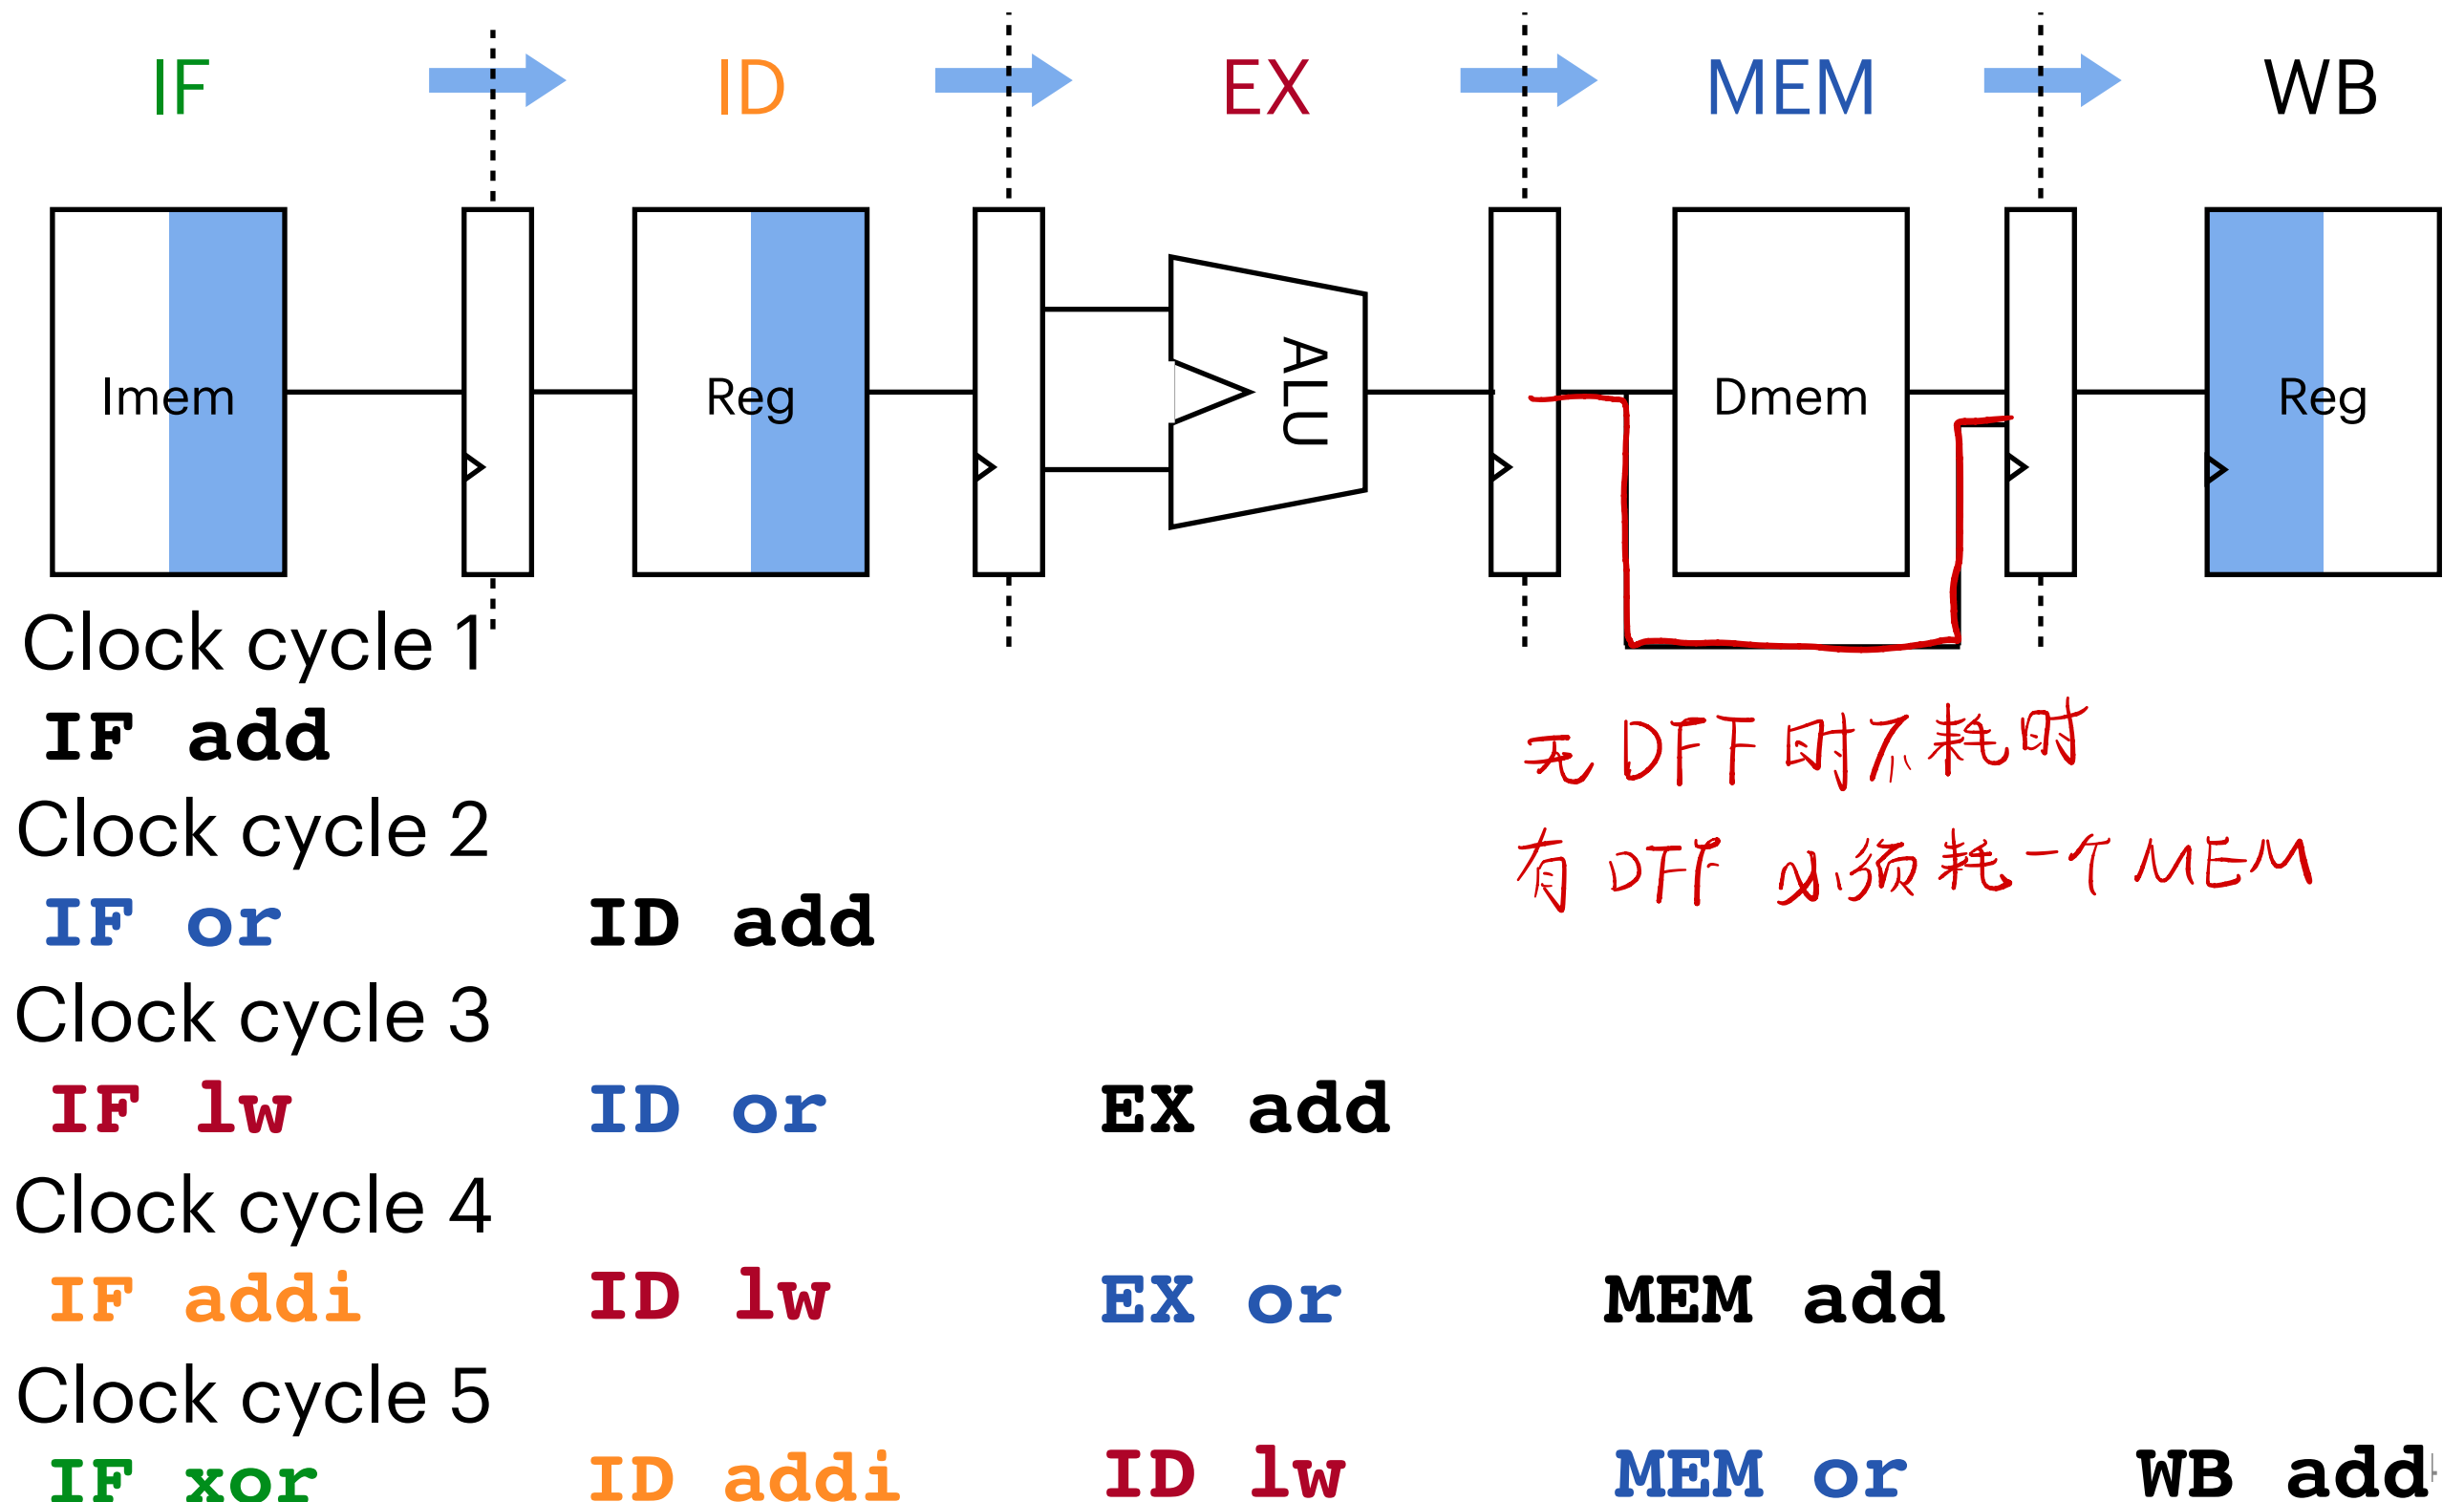 IF ID EX MEM WB
Imem Reg ALU Dmem Reg
Clock cycle 1
IF add
无 DFF 时不耗时
Clock cycle 2
有 DFF 必须耗一个 MEM
IF or ID add
Clock cycle 3
IF lw ID or EX add
Clock cycle 4
IF addi ID lw EX or MEM add
Clock cycle 5
IF xor ID addi ID lw MEM or WB add